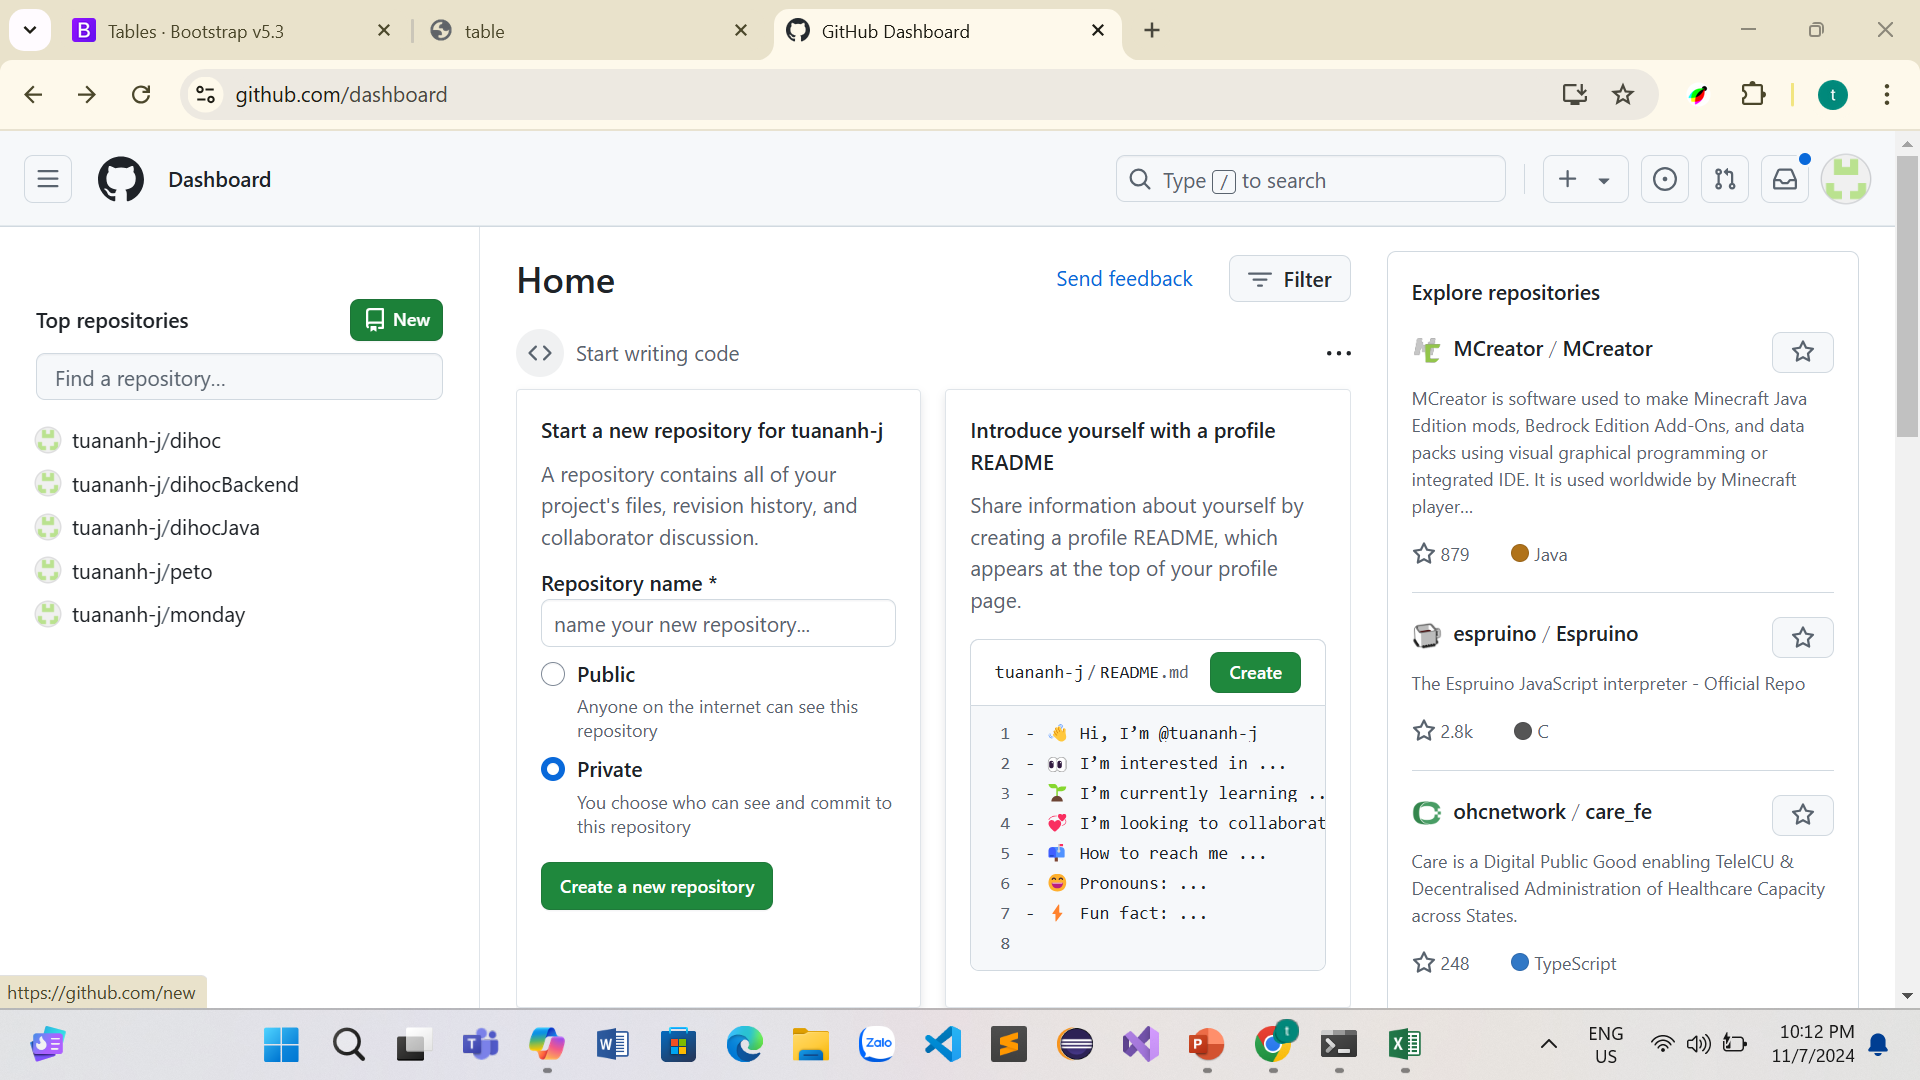 Tables · Bootstrap v5.3
table
GitHub Dashboard
github.com/dashboard
t
Dashboard
Type / to search
Top repositories
New
Find a repository...
tuananh-j/dihoc
tuananh-j/dihocBackend
tuananh-j/dihocJava
tuananh-j/peto
tuananh-j/monday
Home
Send feedback
Filter
Start writing code
Start a new repository for tuananh-j
A repository contains all of your
project's files, revision history, and
collaborator discussion.
Repository name *
name your new repository...
Public
Anyone on the internet can see this
repository
Private
You choose who can see and commit to
this repository
Create a new repository
Introduce yourself with a profile
README
Share information about yourself by
creating a profile README, which
appears at the top of your profile
page.
tuananh-j/README.md
Create
1 - 👋 Hi, I’m @tuananh-j
2 - 👀 I’m interested in ...
3 - 🌱 I’m currently learning ..
4 - 💞️ I’m looking to collaborat
5 - 📫 How to reach me ...
6 - 😄 Pronouns: ...
7 - ⚡ Fun fact: ...
8
Explore repositories
MCreator / MCreator
MCreator is software used to make Minecraft Java
Edition mods, Bedrock Edition Add-Ons, and data
packs using visual graphical programming or
integrated IDE. It is used worldwide by Minecraft
player...
879 Java
espruino / Espruino
The Espruino JavaScript interpreter - Official Repo
2.8k C
ohcnetwork / care_fe
Care is a Digital Public Good enabling TeleICU &
Decentralised Administration of Healthcare Capacity
across States.
248 TypeScript
https://github.com/new
Zalo
t
ENG
US
10:12 PM
11/7/2024